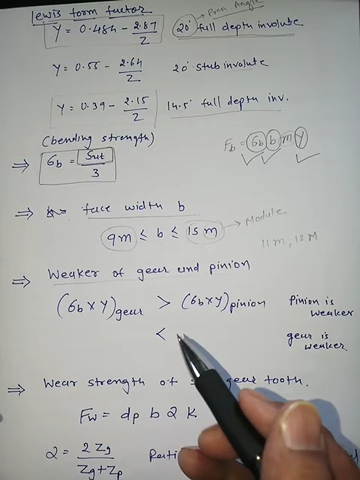 lewis form factor
Pres Angle
Y = 0.484 - 2.87/Z 20° full depth involute
Y = 0.55 - 2.64/Z 20° stub involute
Y = 0.39 - 2.15/Z 14.5° full depth inv.
(bending strength)
Fb = σb b m Y
⇒ σb = Sut/3
⇒ face width b
9m ≤ b ≤ 15m Module
11m, 13m
⇒ Weaker of gear and pinion
(σb × Y)gear > (σb × Y)pinion Pinion is weaker
< gear is weaker
⇒ Wear strength of gear tooth.
Fw = dp b Q K
Q = 2Zg/Zg+Zp